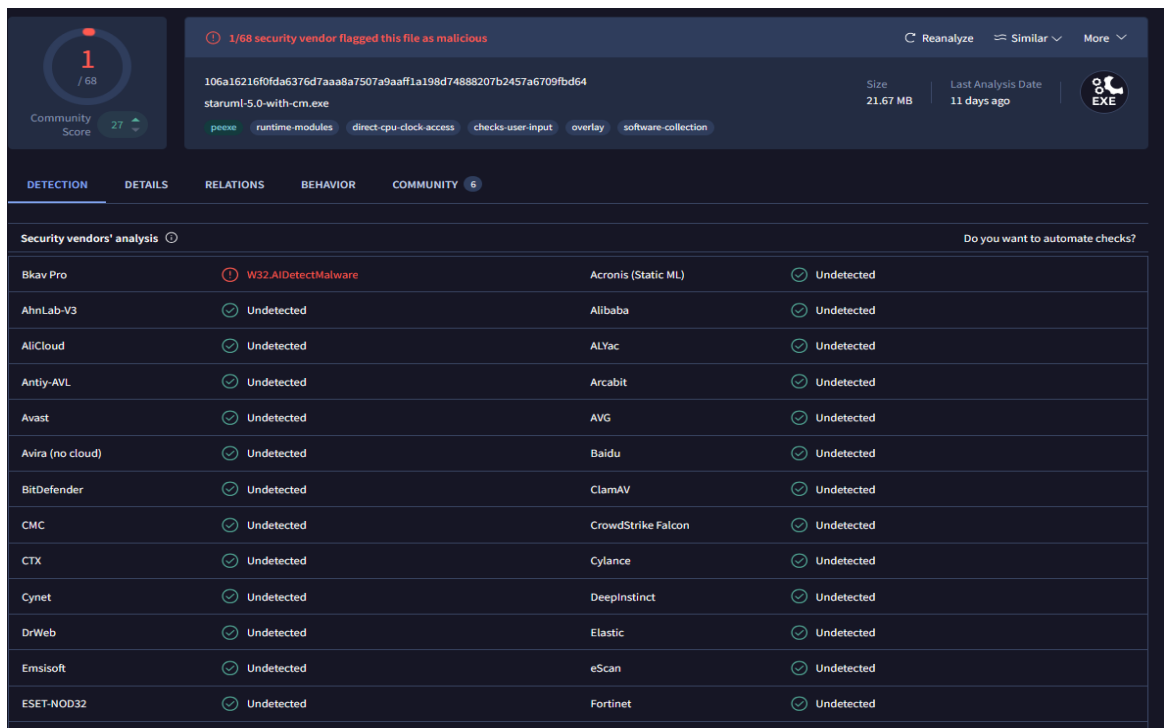 1
/ 68
Community
Score
27
1/68 security vendor flagged this file as malicious
Reanalyze Similar More
106a16216f0fda6376d7aaa8a7507a9aaff1a198d74888207b2457a6709fbd64
staruml-5.0-with-cm.exe
peexe runtime-modules direct-cpu-clock-access checks-user-input overlay software-collection
Size
21.67 MB
Last Analysis Date
11 days ago
EXE
DETECTION DETAILS RELATIONS BEHAVIOR COMMUNITY 6
Security vendors' analysis Do you want to automate checks?
Bkav Pro W32.AIDetectMalware Acronis (Static ML) Undetected
AhnLab-V3 Undetected Alibaba Undetected
AliCloud Undetected ALYac Undetected
Antiy-AVL Undetected Arcabit Undetected
Avast Undetected AVG Undetected
Avira (no cloud) Undetected Baidu Undetected
BitDefender Undetected ClamAV Undetected
CMC Undetected CrowdStrike Falcon Undetected
CTX Undetected Cylance Undetected
Cynet Undetected DeepInstinct Undetected
DrWeb Undetected Elastic Undetected
Emsisoft Undetected eScan Undetected
ESET-NOD32 Undetected Fortinet Undetected